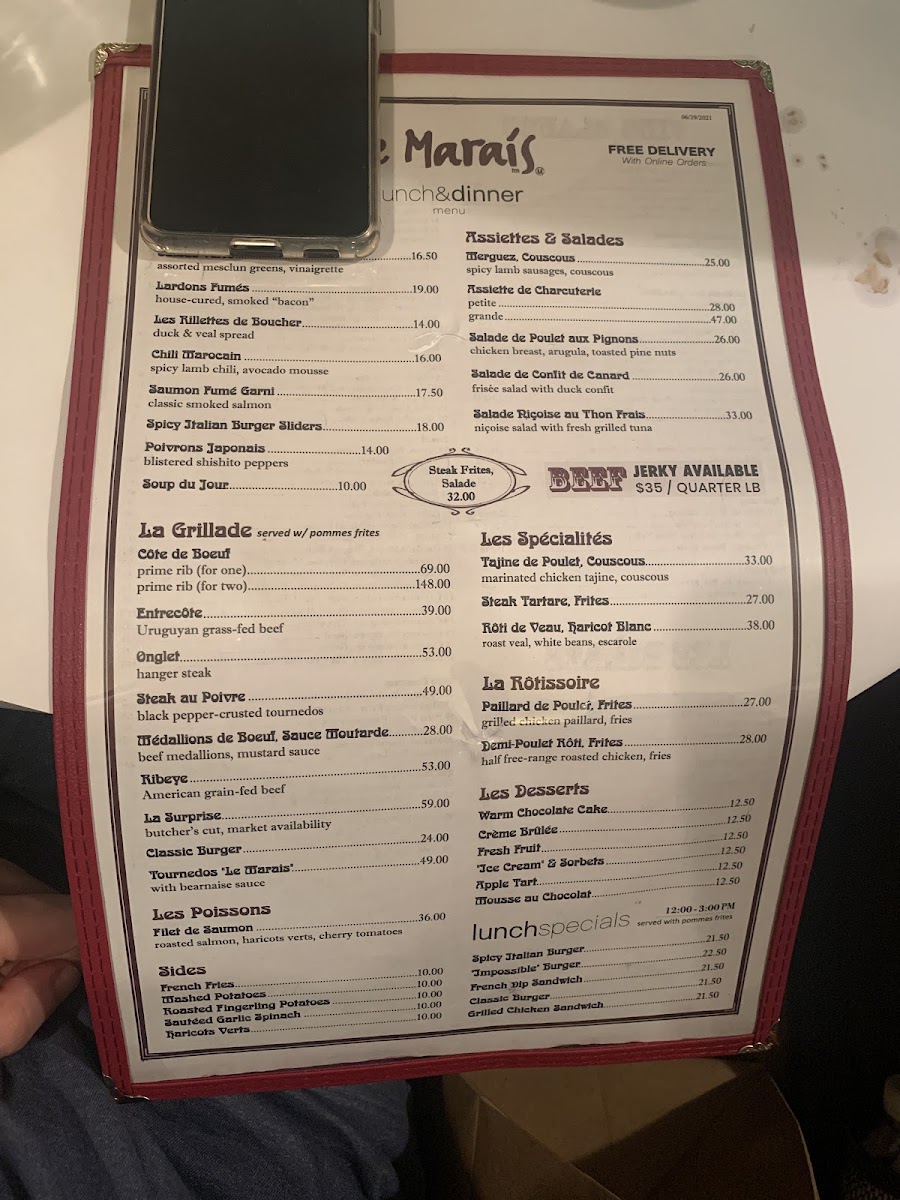 06/29/2021
Marais
FREE DELIVERY
With Online Orders
unch&dinner
menu
16.50
assorted mesclun greens, vinaigrette
Lardons Fumés 19.00
house-cured, smoked "bacon"
Les Rillettes de Boucher 14.00
duck & veal spread
Chili Marocain 16.00
spicy lamb chili, avocado mousse
Saumon Fumé Garni 17.50
classic smoked salmon
Spicy Italian Burger Sliders 18.00
Poivrons Japonais 14.00
blistered shishito peppers
Soup du Jour 10.00
Assiettes & Salades
Merguez, Couscous 25.00
spicy lamb sausages, couscous
Assiette de Charcuterie
petite 28.00
grande 47.00
Salade de Poulet aux Pignons 26.00
chicken breast, arugula, toasted pine nuts
Salade de Confit de Canard 26.00
frisée salad with duck confit
Salade Niçoise au Thon Frais 33.00
niçoise salad with fresh grilled tuna
Steak Frites,
Salade
32.00
BEEF JERKY AVAILABLE
$35 / QUARTER LB
La Grillade served w/ pommes frites
Côte de Boeuf
prime rib (for one) 69.00
prime rib (for two) 148.00
Entrecôte 39.00
Uruguyan grass-fed beef
Onglet 53.00
hanger steak
Steak au Poivre 49.00
black pepper-crusted tournedos
Médallions de Boeuf, Sauce Moutarde 28.00
beef medallions, mustard sauce
Ribeye 53.00
American grain-fed beef
La Surprise 59.00
butcher's cut, market availability
Classic Burger 24.00
Tournedos 'Le Marais' 49.00
with bearnaise sauce
Les Poissons
Filet de Saumon 36.00
roasted salmon, haricots verts, cherry tomatoes
Sides
French Fries 10.00
Mashed Potatoes 10.00
Roasted Fingerling Potatoes 10.00
Sautéed Garlic Spinach 10.00
Haricots Verts 10.00
Les Spécialités
Tajine de Poulet, Couscous 33.00
marinated chicken tajine, couscous
Steak Tartare, Frites 27.00
Rôti de Veau, Haricot Blanc 38.00
roast veal, white beans, escarole
La Rôtissoire
Paillard de Poulet, Frites 27.00
grilled chicken paillard, fries
Demi-Poulet Rôti, Frites 28.00
half free-range roasted chicken, fries
Les Desserts
Warm Chocolate Cake 12.50
Crème Brûlée 12.50
Fresh Fruit 12.50
'Ice Cream' & Sorbets 12.50
Apple Tart 12.50
Mousse au Chocolat 12.50
lunchspecials 12:00 - 3:00 PM
served with pommes frites
Spicy Italian Burger 21.50
'Impossible' Burger 22.50
French Dip Sandwich 21.50
Classic Burger 21.50
Grilled Chicken Sandwich 21.50